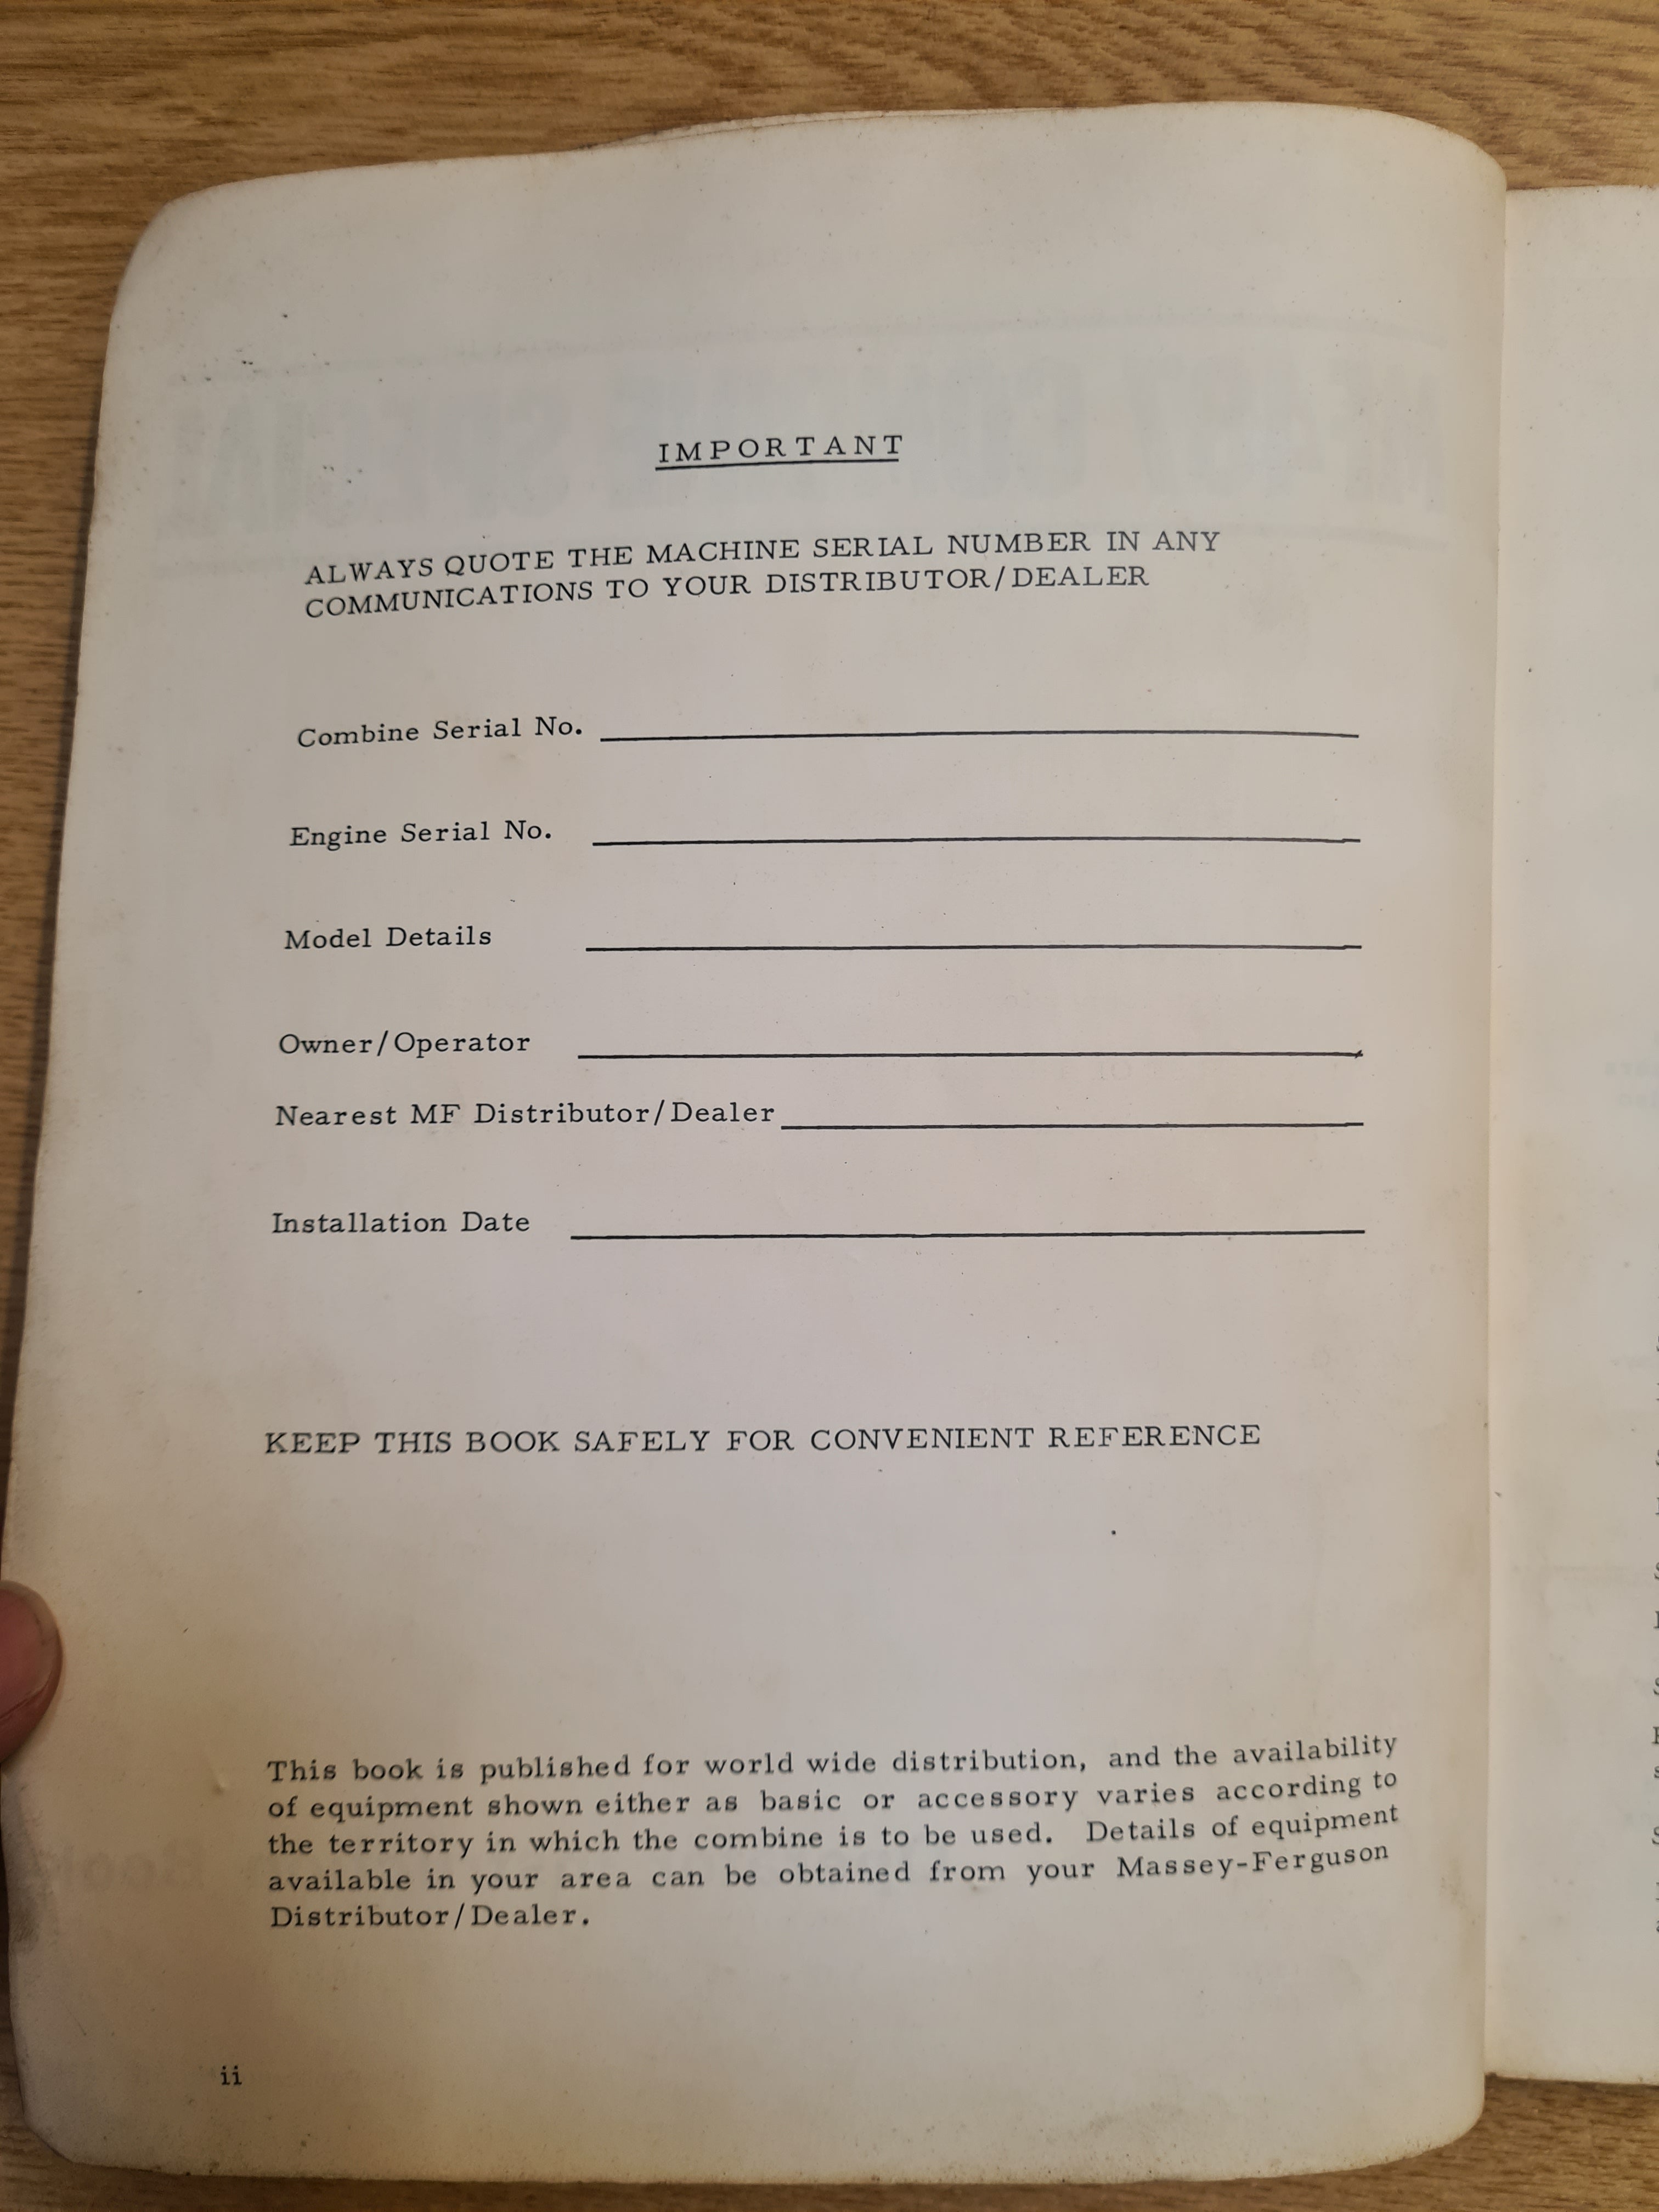 IMPORTANT
ALWAYS QUOTE THE MACHINE SERIAL NUMBER IN ANY
COMMUNICATIONS TO YOUR DISTRIBUTOR/DEALER
Combine Serial No.
Engine Serial No.
Model Details
Owner/Operator
Nearest MF Distributor/Dealer
Installation Date
KEEP THIS BOOK SAFELY FOR CONVENIENT REFERENCE
This book is published for world wide distribution, and the availability
of equipment shown either as basic or accessory varies according to
the territory in which the combine is to be used. Details of equipment
available in your area can be obtained from your Massey-Ferguson
Distributor/Dealer.
ii